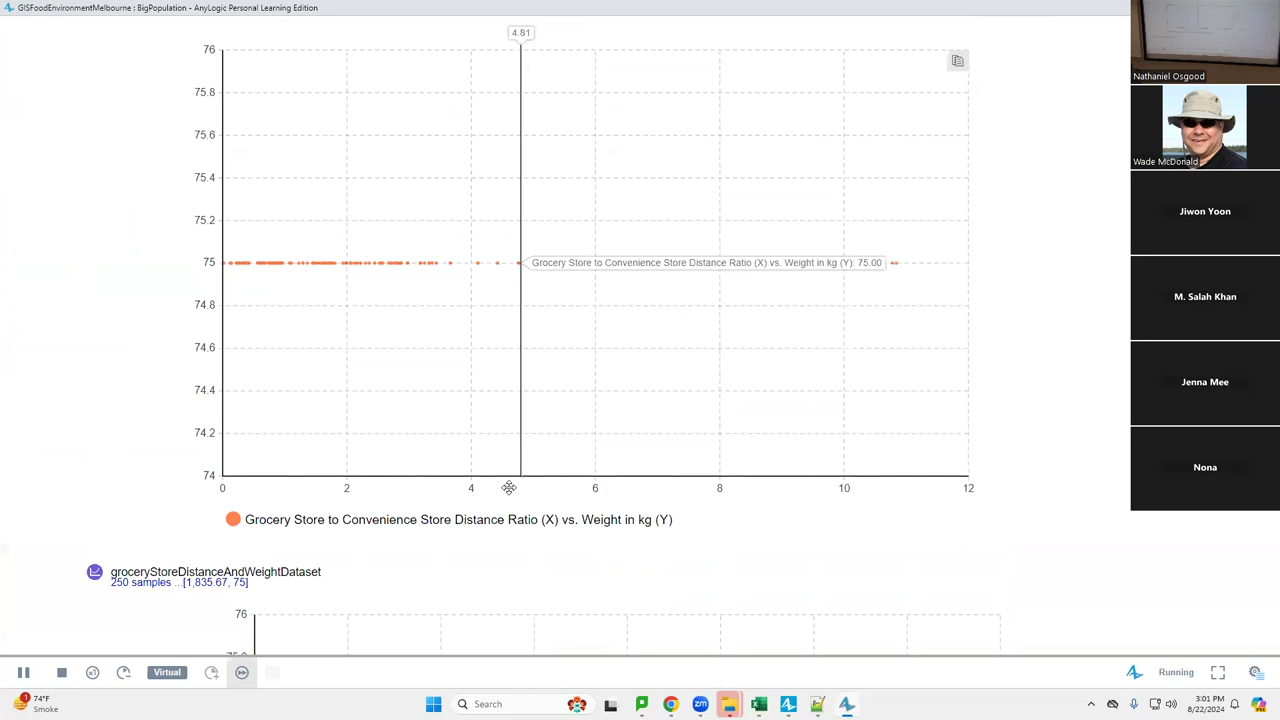 GISFoodEnvironmentMelbourne : BigPopulation - AnyLogic Personal Learning Edition
4.81
76
75.8
75.6
75.4
75.2
75
74.8
74.6
74.4
74.2
74
Grocery Store to Convenience Store Distance Ratio (X) vs. Weight in kg (Y): 75.00
0 2 4 6 8 10 12
Grocery Store to Convenience Store Distance Ratio (X) vs. Weight in kg (Y)
groceryStoreDistanceAndWeightDataset
250 samples ...[1,835.67, 75]
76
Nathaniel Osgood
Wade McDonald
Jiwon Yoon
M. Salah Khan
Jenna Mee
Nona
x1
Virtual
Running
1
74°F
Smoke
Search
zm
3:01 PM
8/22/2024